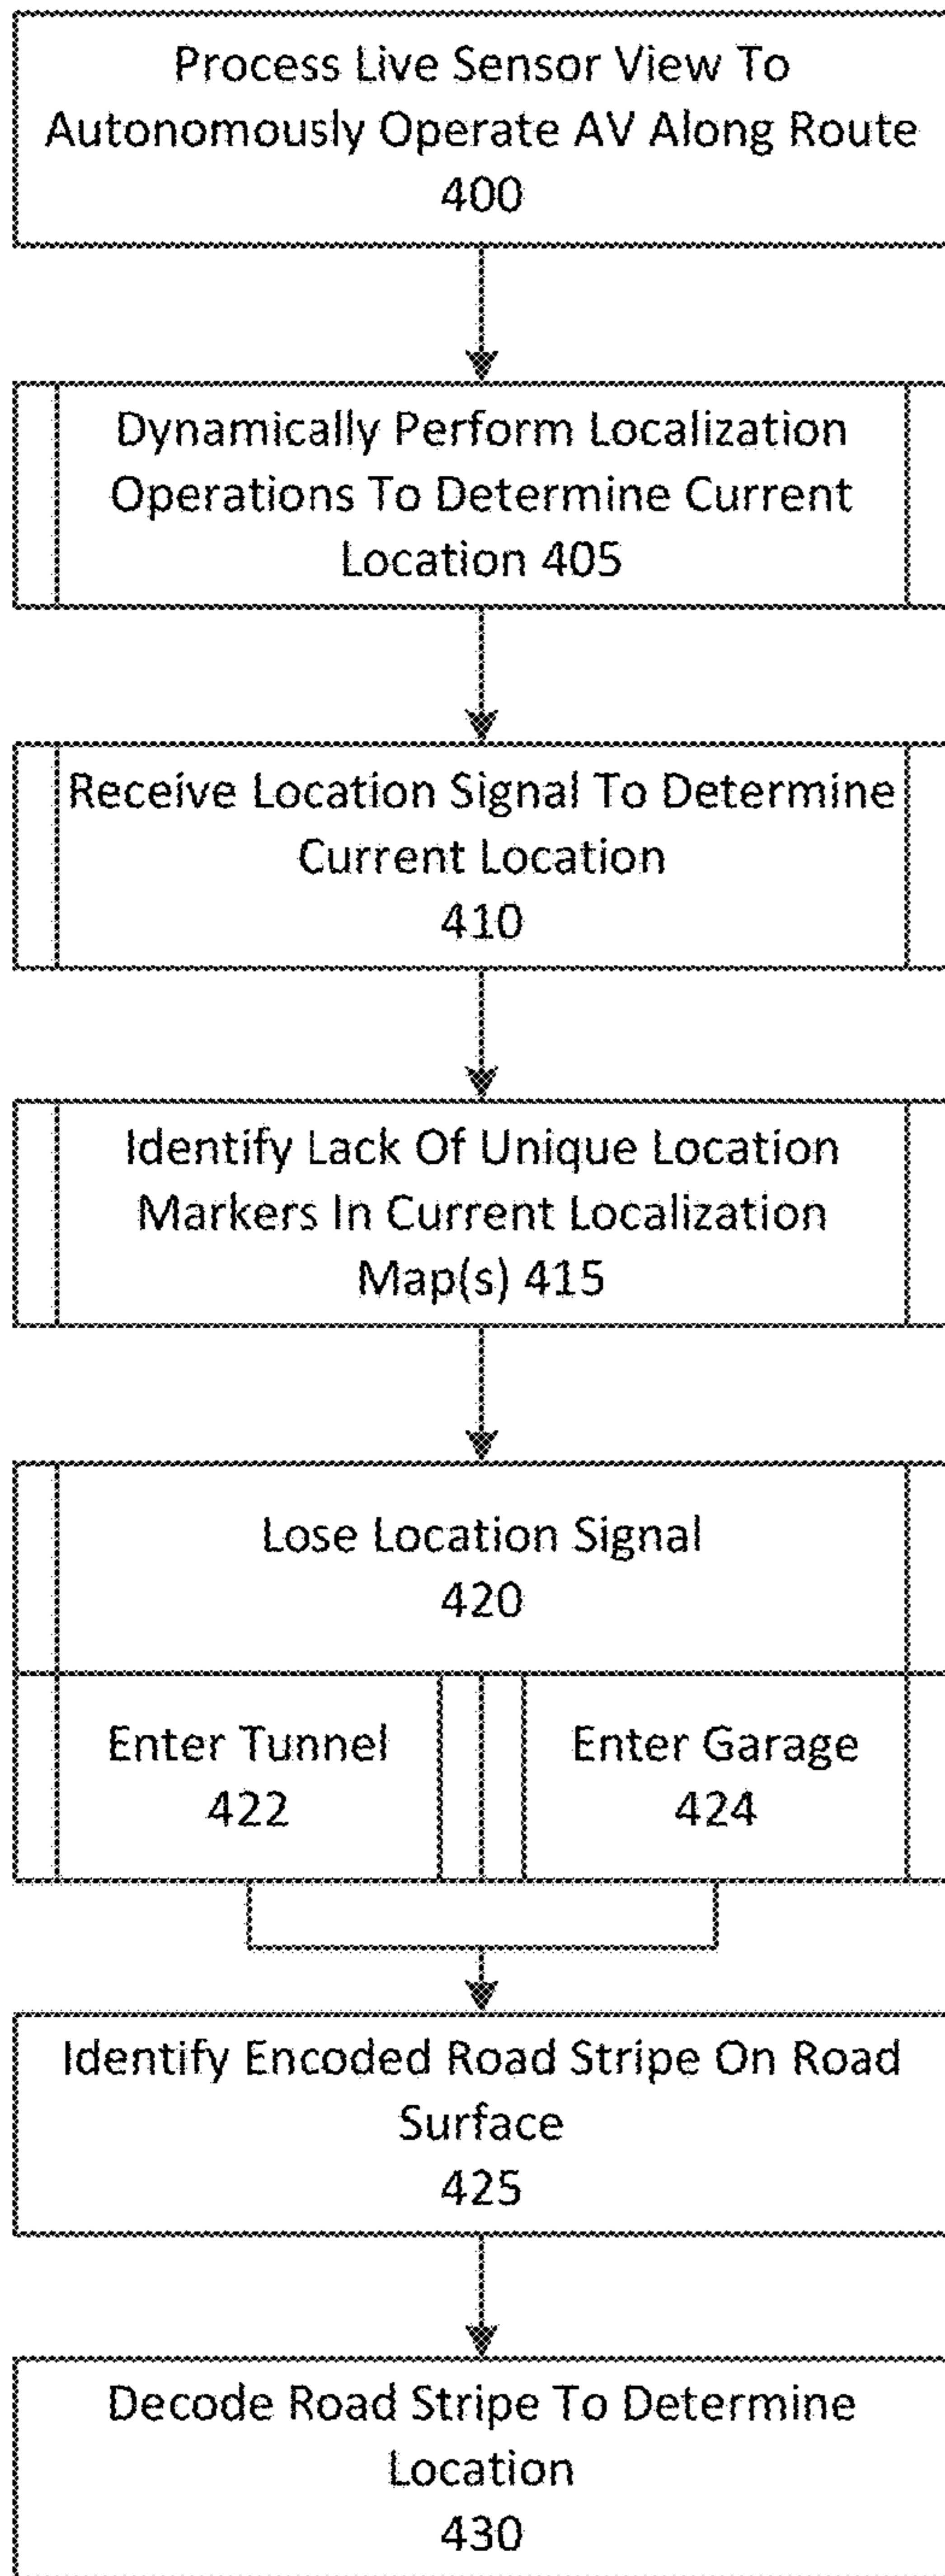 Process Live Sensor View To
Autonomously Operate AV Along Route
400
Dynamically Perform Localization
Operations To Determine Current
Location 405
Receive Location Signal To Determine
Current Location
410
Identify Lack Of Unique Location
Markers In Current Localization
Map(s) 415
Lose Location Signal
420
Enter Tunnel
422
Enter Garage
424
Identify Encoded Road Stripe On Road
Surface
425
Decode Road Stripe To Determine
Location
430